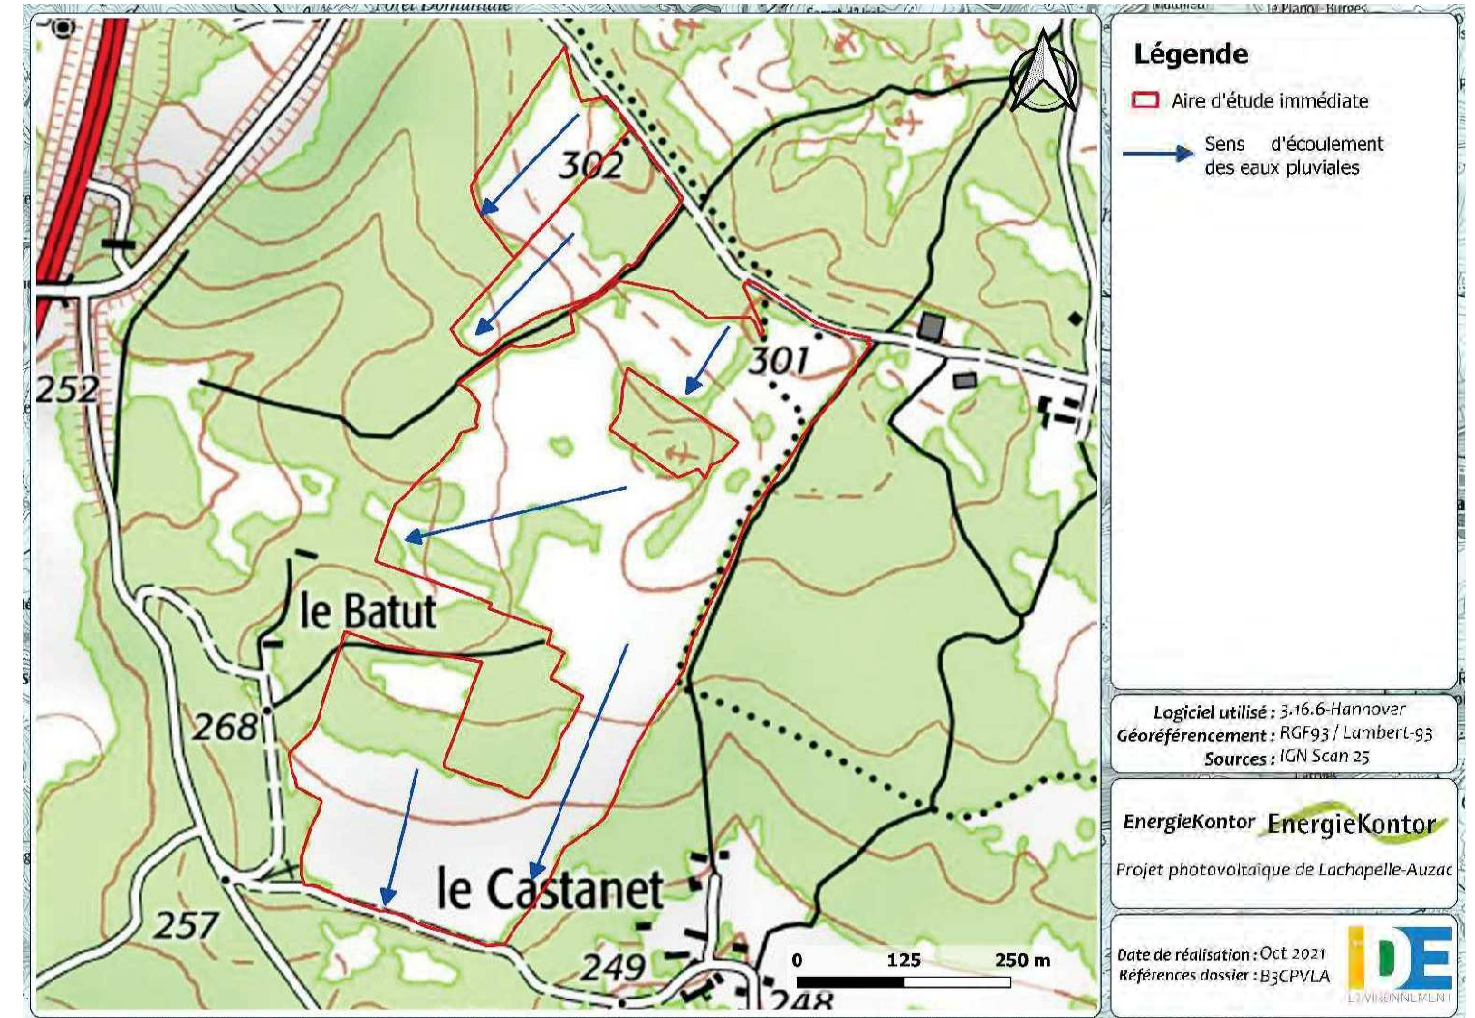 302
301
252
le Batut
268
le Castanet
257
249
248
0 125 250 m
Légende
Aire d'étude immédiate
Sens d'écoulement
des eaux pluviales
Logiciel utilisé : 3.16.6-Hannover
Géoréférencement : RGF93 / Lambert-93
Sources : IGN Scan 25
EnergieKontor EnergieKontor
Projet photovoltaïque de Lachapelle-Auzac
Date de réalisation : Oct 2021
Références dossier : B3CPVLA
IDE
ENVIRONNEMENT